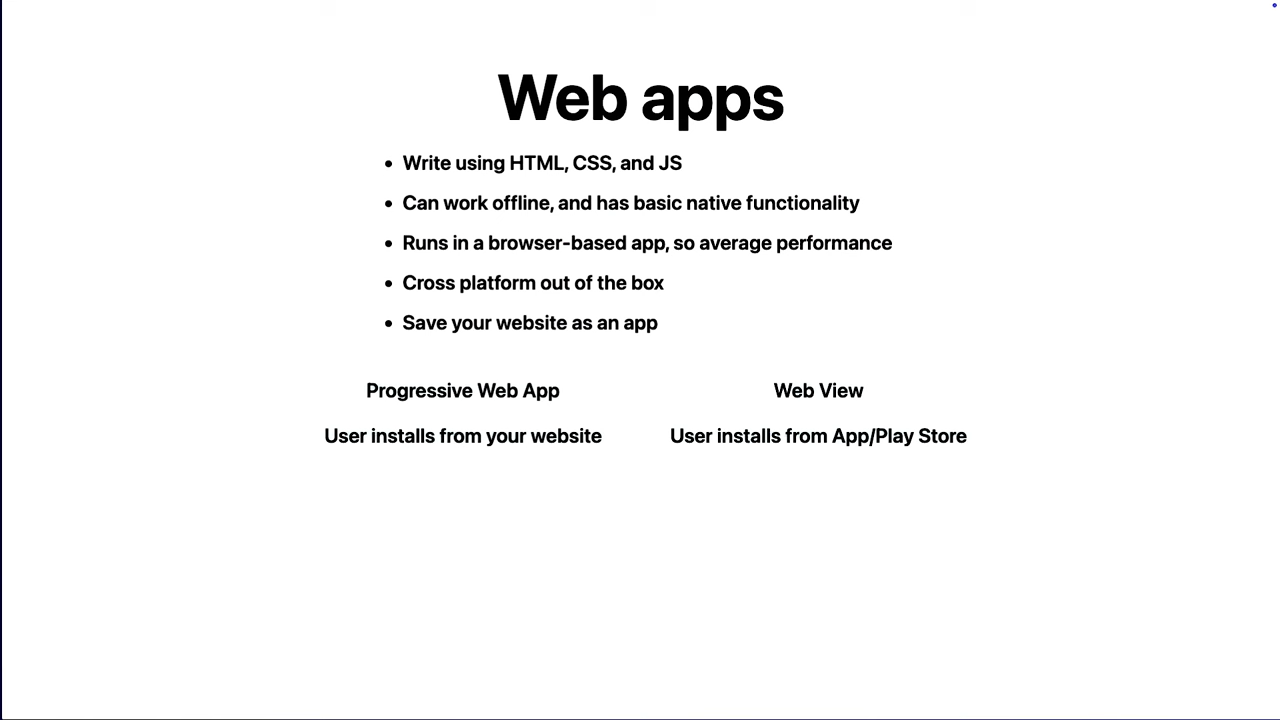 Web apps
• Write using HTML, CSS, and JS
• Can work offline, and has basic native functionality
• Runs in a browser-based app, so average performance
• Cross platform out of the box
• Save your website as an app
Progressive Web App
User installs from your website
Web View
User installs from App/Play Store